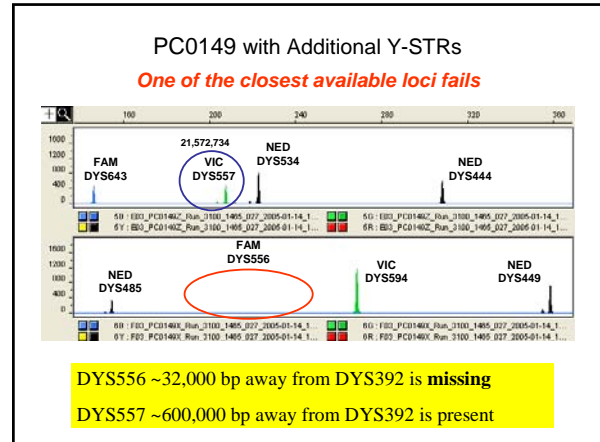 PC0149 with Additional Y-STRs
One of the closest available loci fails
160 200 240 280 320 360
1600
1200
800
400
0
FAM
DYS643
21,572,734
VIC
DYS557
NED
DYS534
NED
DYS444
1600
1200
800
400
0
NED
DYS485
FAM
DYS556
VIC
DYS594
NED
DYS449
DYS556 ~32,000 bp away from DYS392 is missing
DYS557 ~600,000 bp away from DYS392 is present